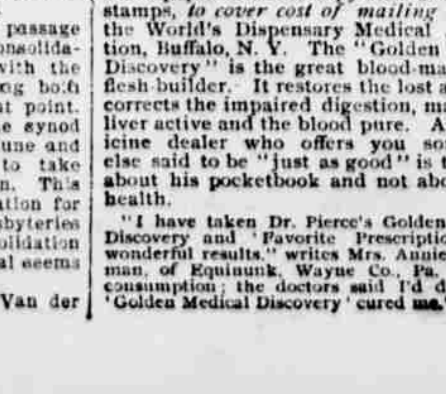 passage
onsolida-
with the
ng both
at point.
e synod
une and
to take
n. This
ation for
sbyteries
olidation
al seems
Van der
stamps, to cover cost of mailing
the World's Dispensary Medical
tion, Buffalo, N. Y. The "Golden
Discovery" is the great blood-ma
flesh-builder. It restores the lost a
corrects the impaired digestion, m
liver active and the blood pure. A
icine dealer who offers you so
else said to be "just as good" is t
about his pocketbook and not abo
health.
"I have taken Dr. Pierce's Golden
Discovery and 'Favorite Prescriptio
wonderful results," writes Mrs. Annie
man, of Equinunk, Wayne Co., Pa.
consumption; the doctors said I'd d
'Golden Medical Discovery' cured me.